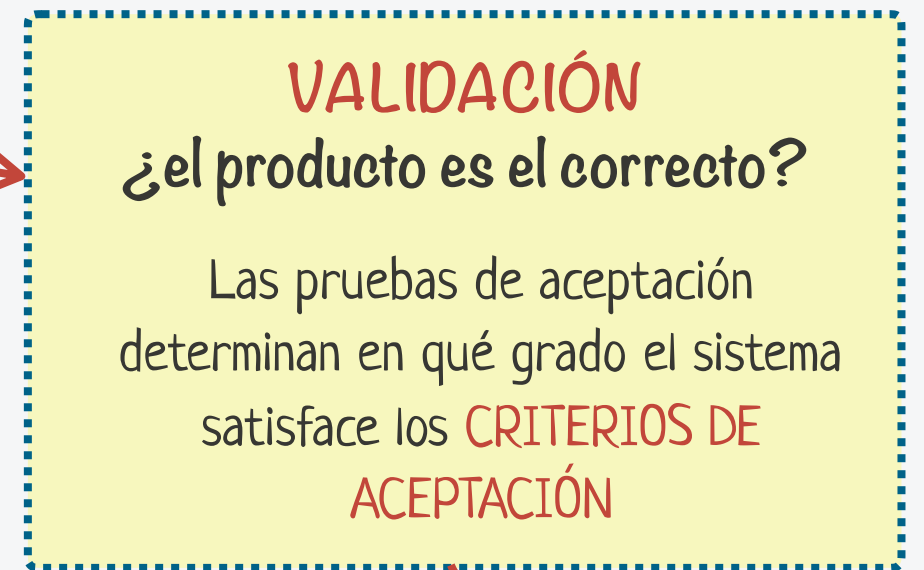 VALIDACIÓN
¿el producto es el correcto?
Las pruebas de aceptación
determinan en qué grado el sistema
satisface los CRITERIOS DE
ACEPTACIÓN